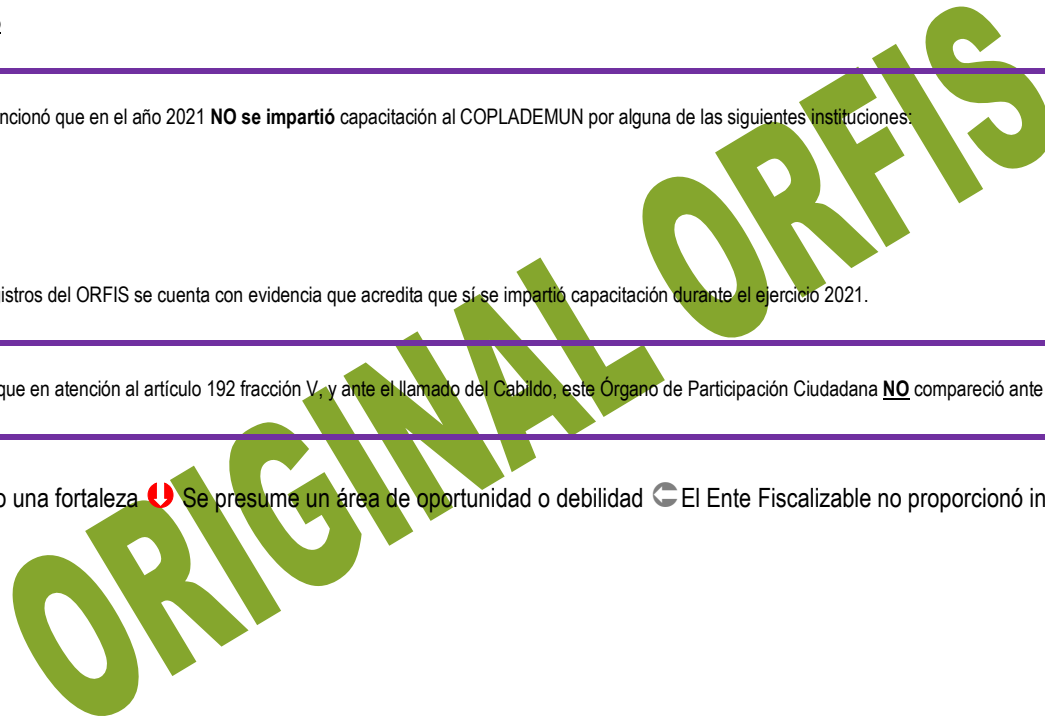 ncionó que en el año 2021 NO se impartió capacitación al COPLADEMUN por alguna de las siguientes instituciones:
istros del ORFIS se cuenta con evidencia que acredita que sí se impartió capacitación durante el ejercicio 2021.
que en atención al artículo 192 fracción V, y ante el llamado del Cabildo, este Órgano de Participación Ciudadana NO compareció ante
o una fortaleza Se presume un área de oportunidad o debilidad El Ente Fiscalizable no proporcionó in
ORIGINAL ORFIS